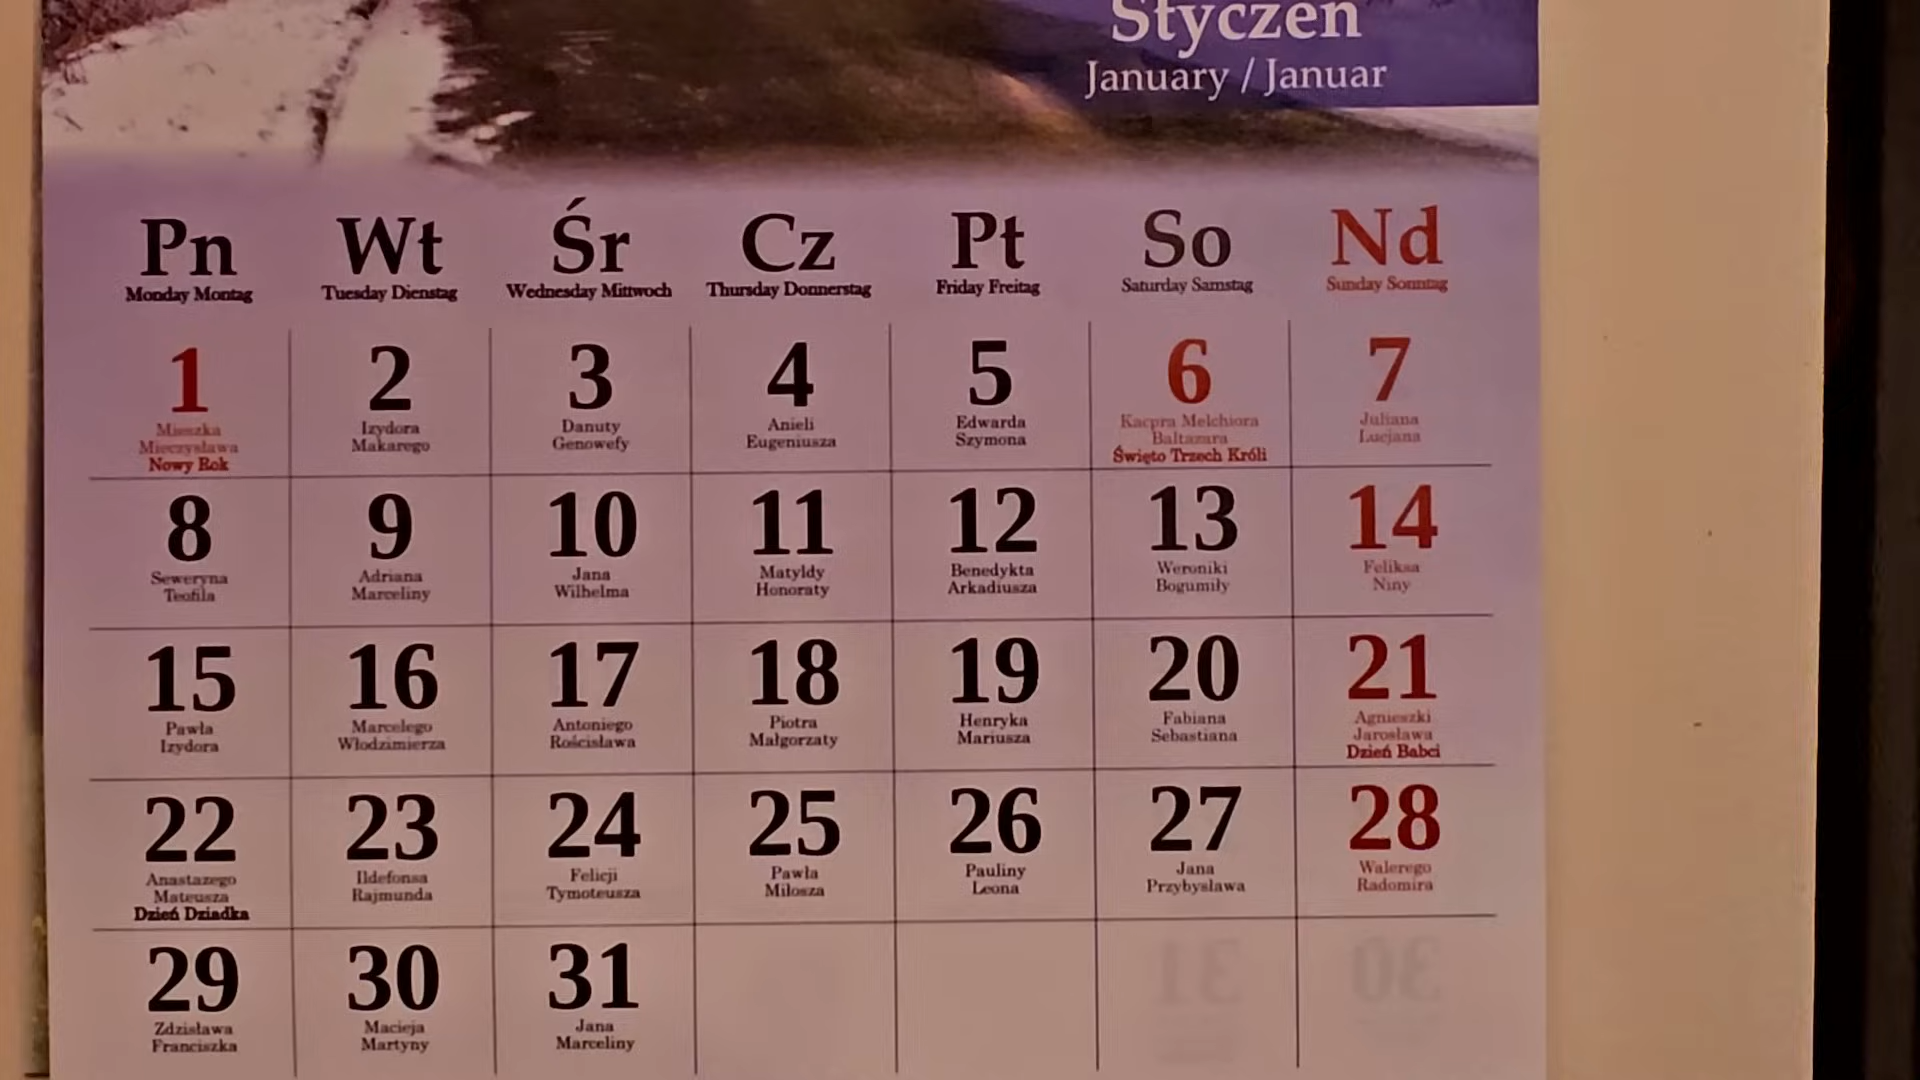 Styczeń
January / Januar
Pn Wt Śr Cz Pt So Nd
Monday Montag Tuesday Dienstag Wednesday Mittwoch Thursday Donnerstag Friday Freitag Saturday Samstag Sunday Sonntag
1 2 3 4 5 6 7
Mieszka Izydora Danuty Anieli Edwarda Kacpra Melchiora Juliana
Mieczysława Makarego Genowefy Eugeniusza Szymona Baltazara Lucjana
Nowy Rok Święto Trzech Króli
8 9 10 11 12 13 14
Seweryna Adriana Jana Matyldy Benedykta Weroniki Feliksa
Teofila Marceliny Wilhelma Honoraty Arkadiusza Bogumiły Niny
15 16 17 18 19 20 21
Pawła Marcelego Antoniego Piotra Henryka Fabiana Agnieszki
Izydora Włodzimierza Rościsława Małgorzaty Mariusza Sebastiana Jarosława
Dzień Babci
22 23 24 25 26 27 28
Anastazego Ildefonsa Felicji Pawła Pauliny Jana Walerego
Mateusza Rajmunda Tymoteusza Miłosza Leona Przybysława Radomira
Dzień Dziadka
29 30 31
Zdzisława Macieja Jana
Franciszka Martyny Marceliny